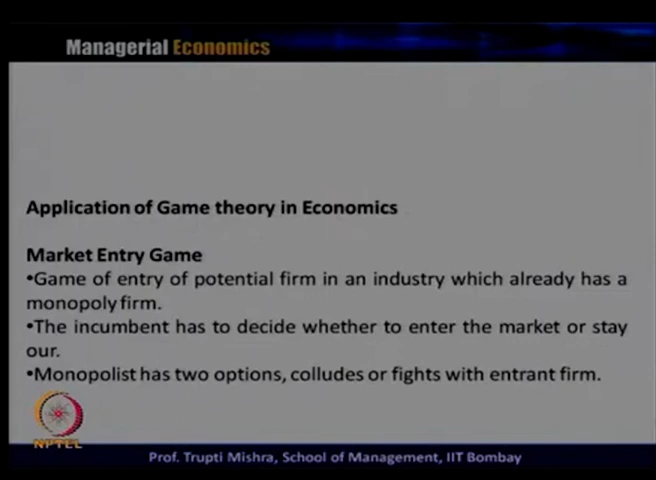 Managerial Economics
Application of Game theory in Economics
Market Entry Game
•Game of entry of potential firm in an industry which already has a
monopoly firm.
•The incumbent has to decide whether to enter the market or stay
our.
•Monopolist has two options, colludes or fights with entrant firm.
NPTEL
Prof. Trupti Mishra, School of Management, IIT Bombay